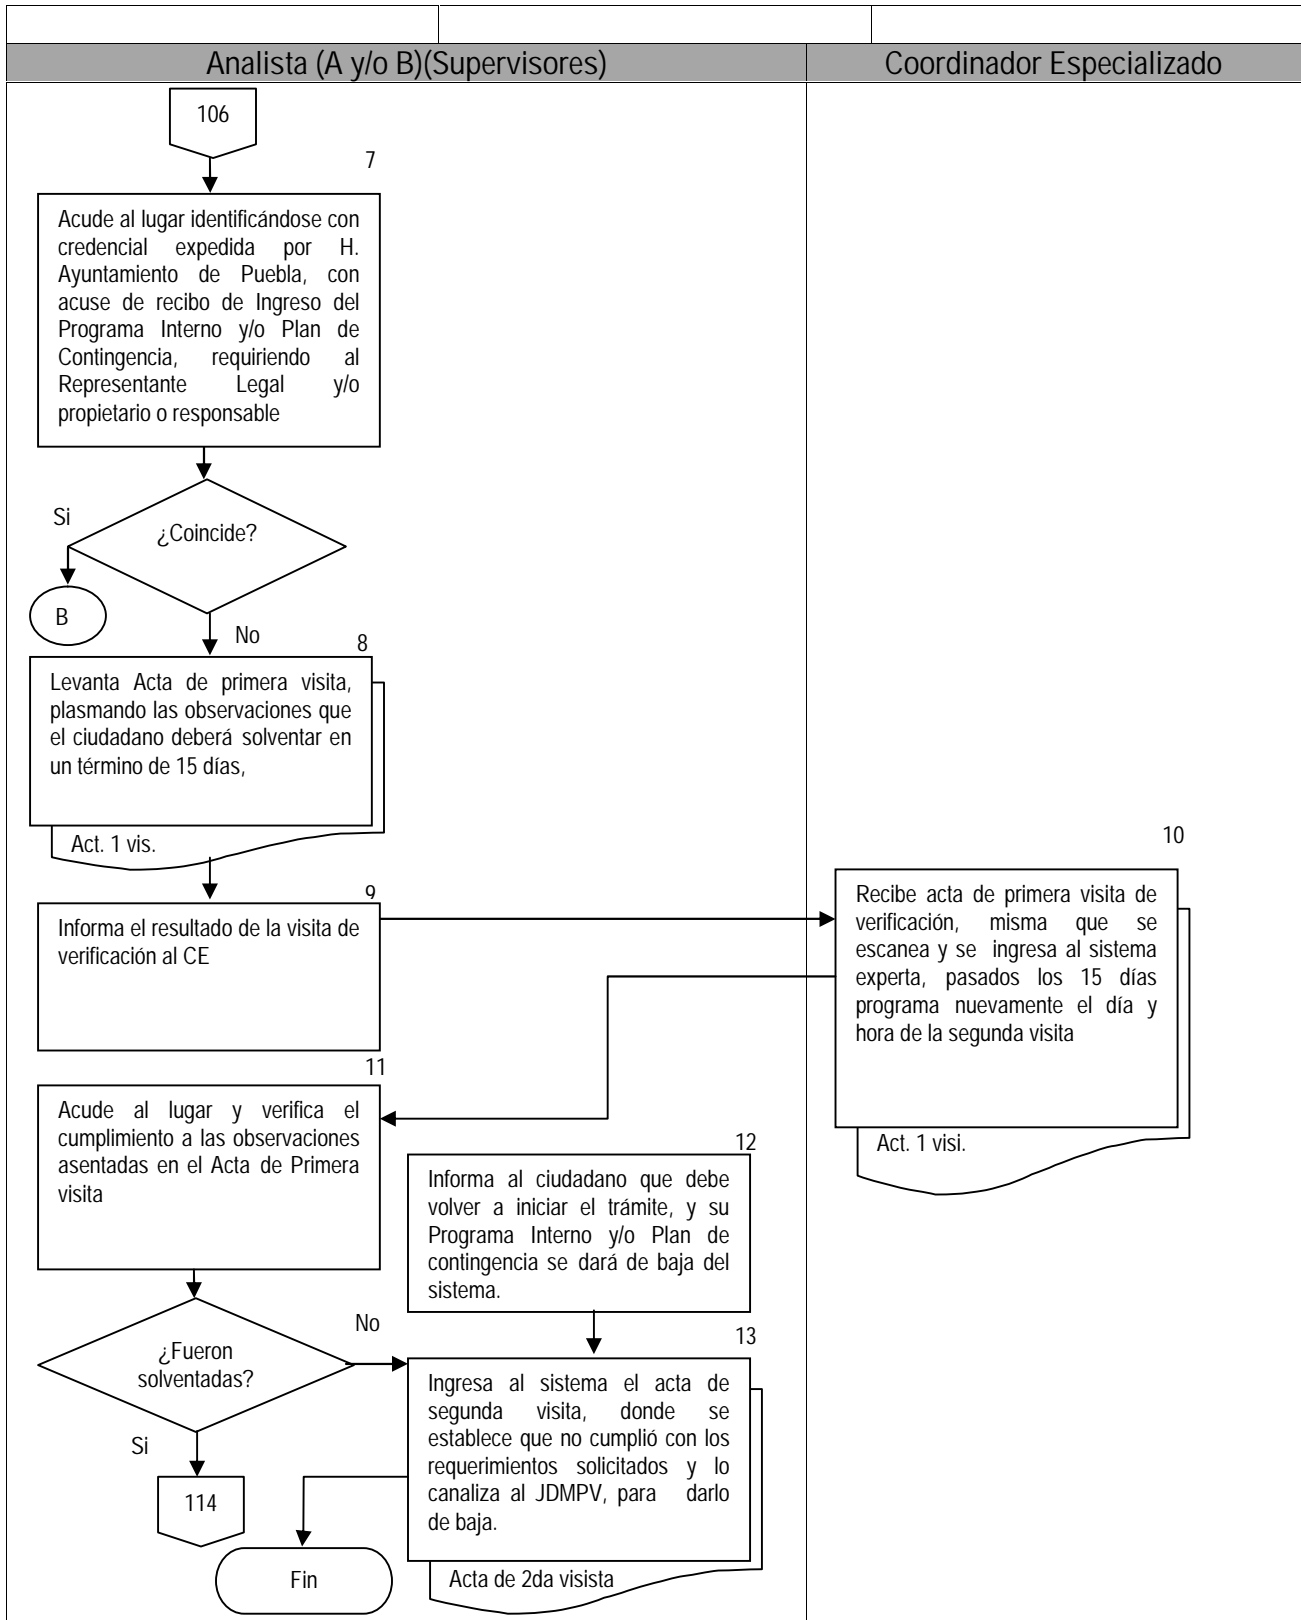 Analista (A y/o B)(Supervisores)
Coordinador Especializado
106
7
Acude al lugar identificándose con
credencial expedida por H.
Ayuntamiento de Puebla, con
acuse de recibo de Ingreso del
Programa Interno y/o Plan de
Contingencia, requiriendo al
Representante Legal y/o
propietario o responsable
Si
¿Coincide?
B
No
8
Levanta Acta de primera visita,
plasmando las observaciones que
el ciudadano deberá solventar en
un término de 15 días,
Act. 1 vis.
9
Informa el resultado de la visita de
verificación al CE
10
Recibe acta de primera visita de
verificación, misma que se
escanea y se ingresa al sistema
experta, pasados los 15 días
programa nuevamente el día y
hora de la segunda visita
Act. 1 visi.
11
Acude al lugar y verifica el
cumplimiento a las observaciones
asentadas en el Acta de Primera
visita
12
Informa al ciudadano que debe
volver a iniciar el trámite, y su
Programa Interno y/o Plan de
contingencia se dará de baja del
sistema.
¿Fueron
solventadas?
No
Si
114
13
Ingresa al sistema el acta de
segunda visita, donde se
establece que no cumplió con los
requerimientos solicitados y lo
canaliza al JDMPV, para darlo
de baja.
Acta de 2da visista
Fin